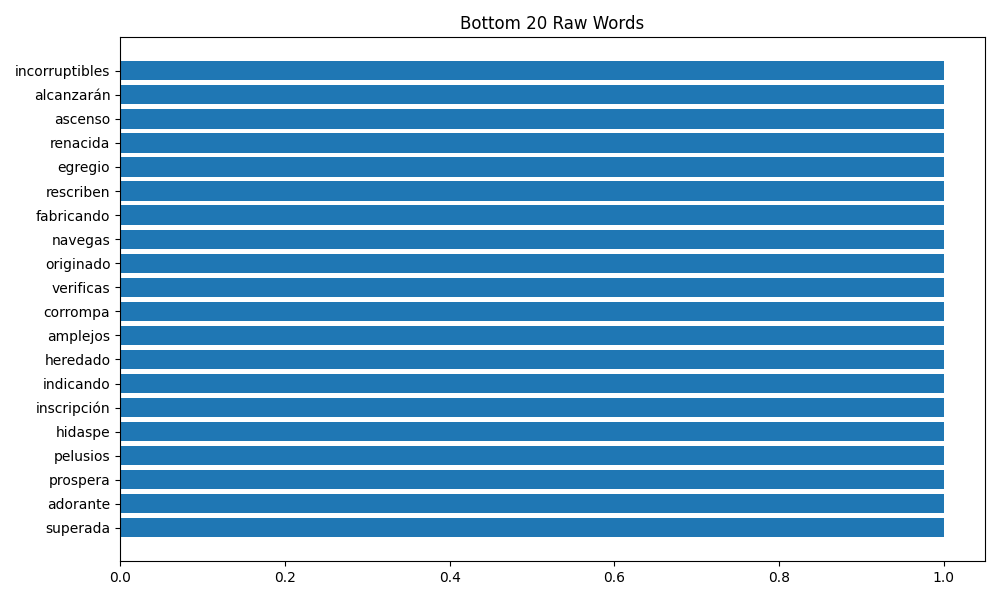 Bottom 20 Raw Words
incorruptibles
alcanzarán
ascenso
renacida
egregio
rescriben
fabricando
navegas
originado
verificas
corrompa
amplejos
heredado
indicando
inscripción
hidaspe
pelusios
prospera
adorante
superada
0.0 0.2 0.4 0.6 0.8 1.0